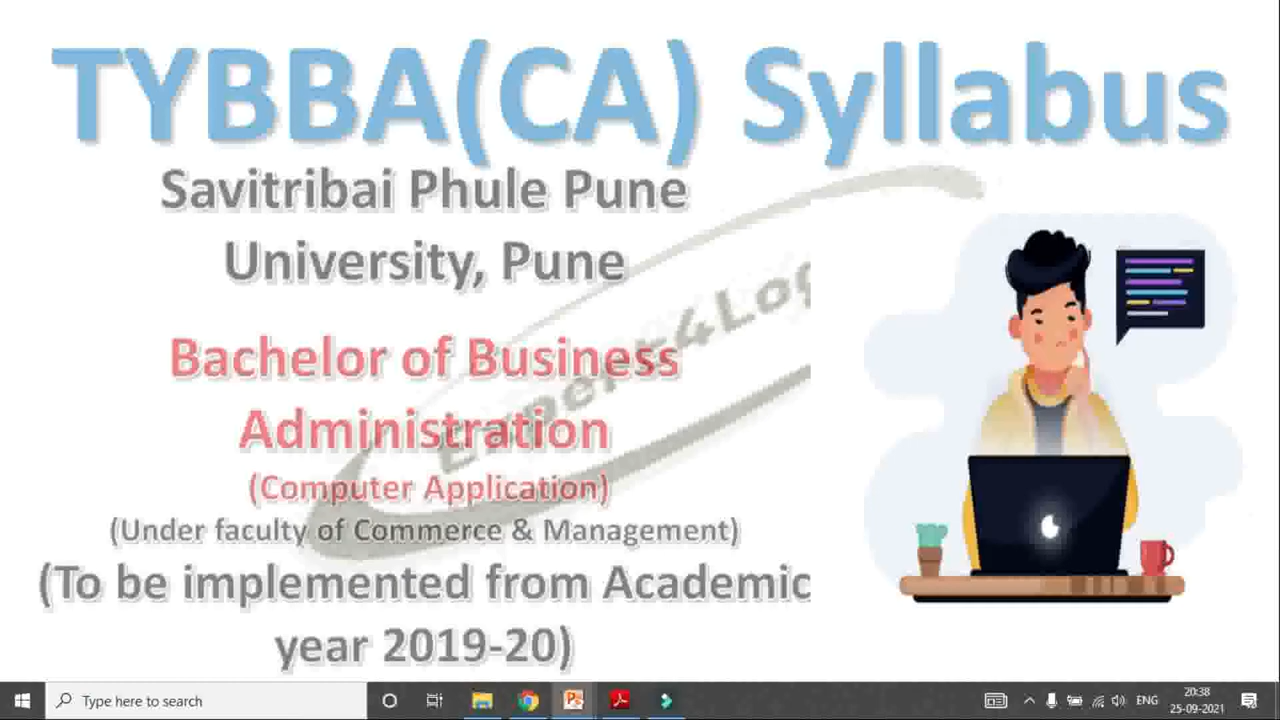 TYBBA(CA) Syllabus
Savitribai Phule Pune
University, Pune
Bachelor of Business
Administration
(Computer Application)
(Under faculty of Commerce & Management)
(To be implemented from Academic
year 2019-20)
Expert4Log
Type here to search
ENG
20:38
25-09-2021